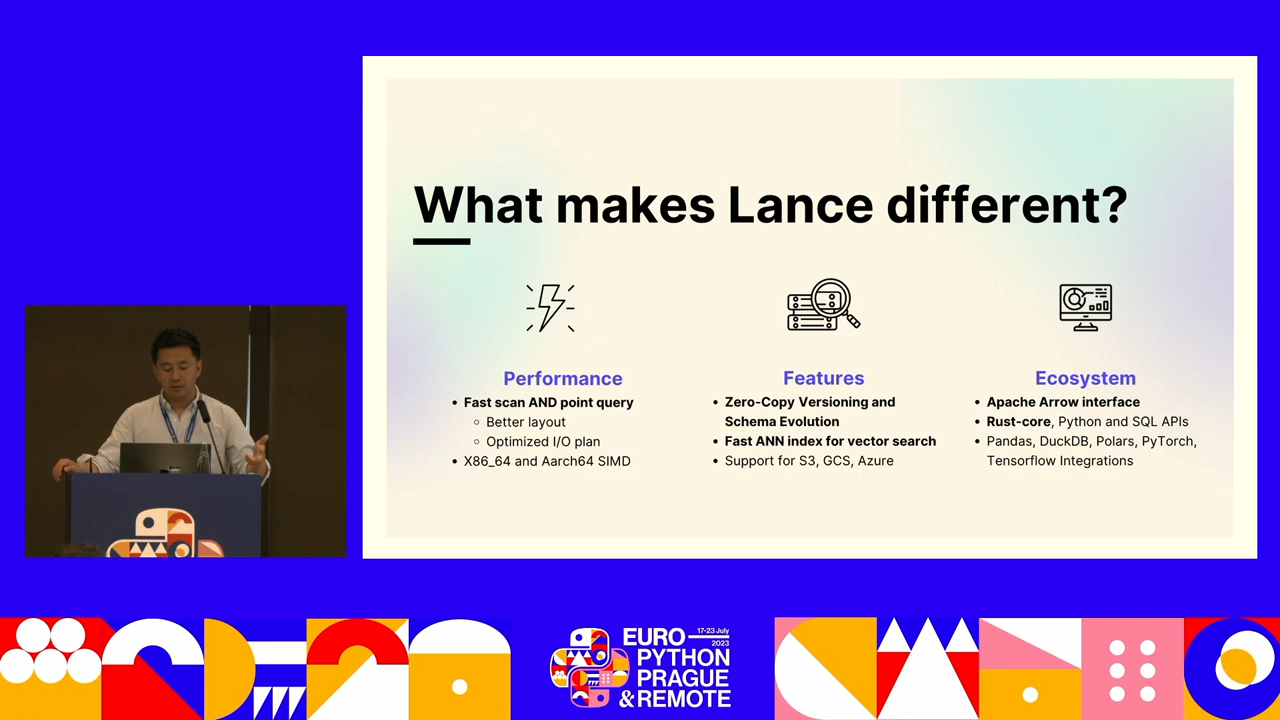 What makes Lance different?
Performance
• Fast scan AND point query
◦ Better layout
◦ Optimized I/O plan
• X86_64 and Aarch64 SIMD
Features
• Zero-Copy Versioning and
Schema Evolution
• Fast ANN index for vector search
• Support for S3, GCS, Azure
Ecosystem
• Apache Arrow interface
• Rust-core, Python and SQL APIs
• Pandas, DuckDB, Polars, PyTorch,
Tensorflow Integrations
17-23 July
2023
EURO
PYTHON
PRAGUE
& REMOTE